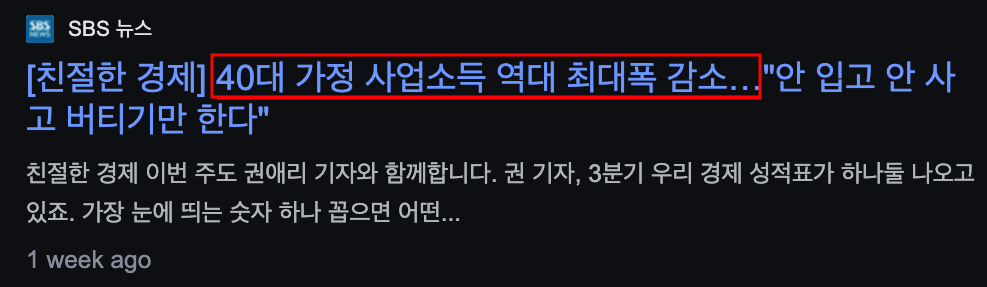 SBS NEWS
SBS 뉴스
[친절한 경제] 40대 가정 사업소득 역대 최대폭 감소…"안 입고 안 사
고 버티기만 한다"
친절한 경제 이번 주도 권애리 기자와 함께합니다. 권 기자, 3분기 우리 경제 성적표가 하나둘 나오고
있죠. 가장 눈에 띄는 숫자 하나 꼽으면 어떤...
1 week ago